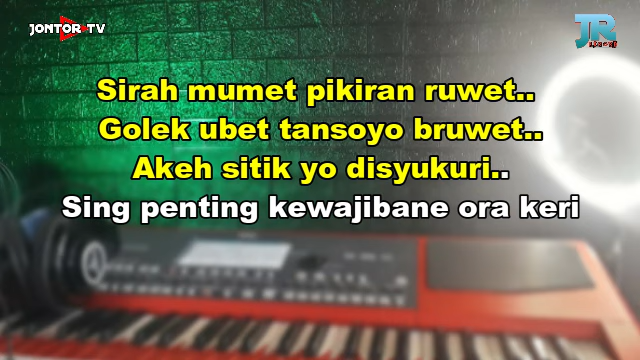 JONTOR TV
JR
Sirah mumet pikiran ruwet..
Golek ubet tansoyo bruwet..
Akeh sitik yo disyukuri..
Sing penting kewajibane ora keri